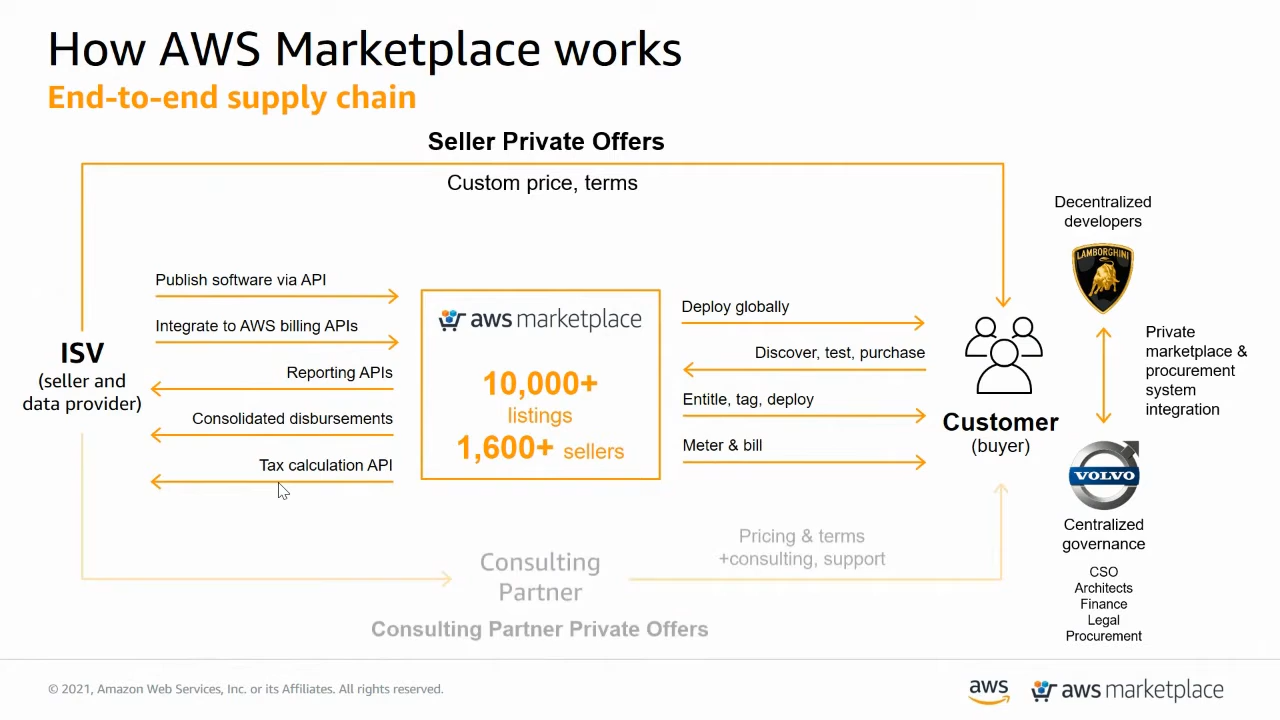 How AWS Marketplace works
End-to-end supply chain
Seller Private Offers
Custom price, terms
Publish software via API
Integrate to AWS billing APIs
Reporting APIs
Consolidated disbursements
Tax calculation API
ISV
(seller and
data provider)
aws marketplace
10,000+
listings
1,600+ sellers
Deploy globally
Discover, test, purchase
Entitle, tag, deploy
Meter & bill
Customer
(buyer)
Decentralized
developers
LAMBORGHINI
Private
marketplace &
procurement
system
integration
VOLVO
Centralized
governance
CSO
Architects
Finance
Legal
Procurement
Consulting
Partner
Pricing & terms
+consulting, support
Consulting Partner Private Offers
© 2021, Amazon Web Services, Inc. or its Affiliates. All rights reserved.
aws
aws marketplace